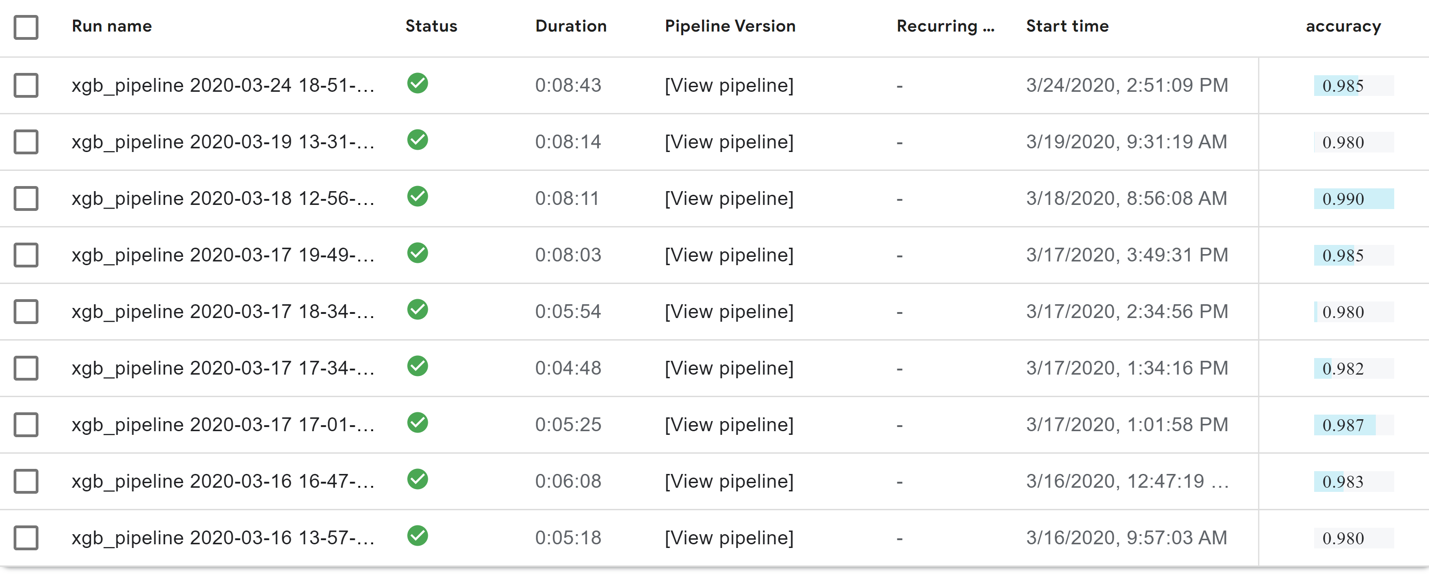 Run name Status Duration Pipeline Version Recurring ... Start time accuracy
xgb_pipeline 2020-03-24 18-51-... 0:08:43 [View pipeline] - 3/24/2020, 2:51:09 PM 0.985
xgb_pipeline 2020-03-19 13-31-... 0:08:14 [View pipeline] - 3/19/2020, 9:31:19 AM 0.980
xgb_pipeline 2020-03-18 12-56-... 0:08:11 [View pipeline] - 3/18/2020, 8:56:08 AM 0.990
xgb_pipeline 2020-03-17 19-49-... 0:08:03 [View pipeline] - 3/17/2020, 3:49:31 PM 0.985
xgb_pipeline 2020-03-17 18-34-... 0:05:54 [View pipeline] - 3/17/2020, 2:34:56 PM 0.980
xgb_pipeline 2020-03-17 17-34-... 0:04:48 [View pipeline] - 3/17/2020, 1:34:16 PM 0.982
xgb_pipeline 2020-03-17 17-01-... 0:05:25 [View pipeline] - 3/17/2020, 1:01:58 PM 0.987
xgb_pipeline 2020-03-16 16-47-... 0:06:08 [View pipeline] - 3/16/2020, 12:47:19 ... 0.983
xgb_pipeline 2020-03-16 13-57-... 0:05:18 [View pipeline] - 3/16/2020, 9:57:03 AM 0.980